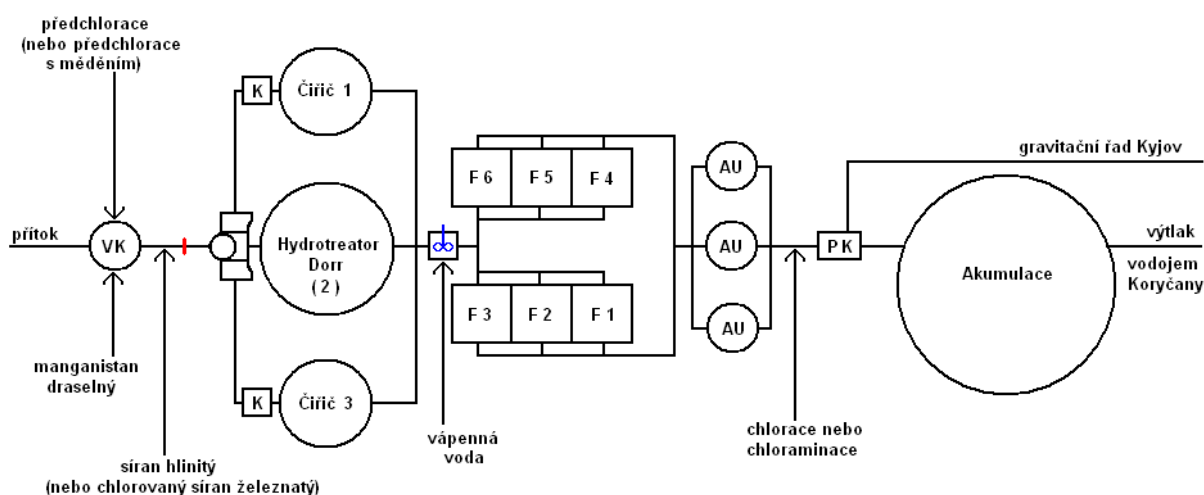 předchlorace
(nebo předchlorace
s měděním)
přítok
VK
manganistan
draselný
síran hlinitý
(nebo chlorovaný síran železnatý)
K
Čiřič 1
Hydrotreator
Dorr
( 2 )
K
Čiřič 3
vápenná
voda
F 6
F 5
F 4
F 3
F 2
F 1
AU
AU
AU
chlorace nebo
chloraminace
P K
gravitační řad Kyjov
Akumulace
výtlak
vodojem
Koryčany